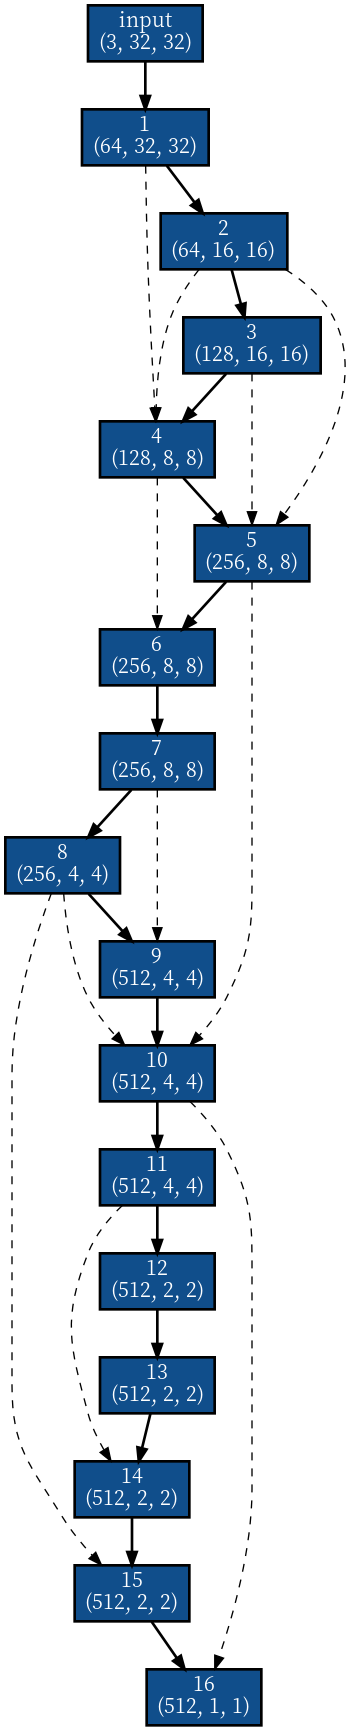 input
(3, 32, 32)
1
(64, 32, 32)
2
(64, 16, 16)
3
(128, 16, 16)
4
(128, 8, 8)
5
(256, 8, 8)
6
(256, 8, 8)
7
(256, 8, 8)
8
(256, 4, 4)
9
(512, 4, 4)
10
(512, 4, 4)
11
(512, 4, 4)
12
(512, 2, 2)
13
(512, 2, 2)
14
(512, 2, 2)
15
(512, 2, 2)
16
(512, 1, 1)